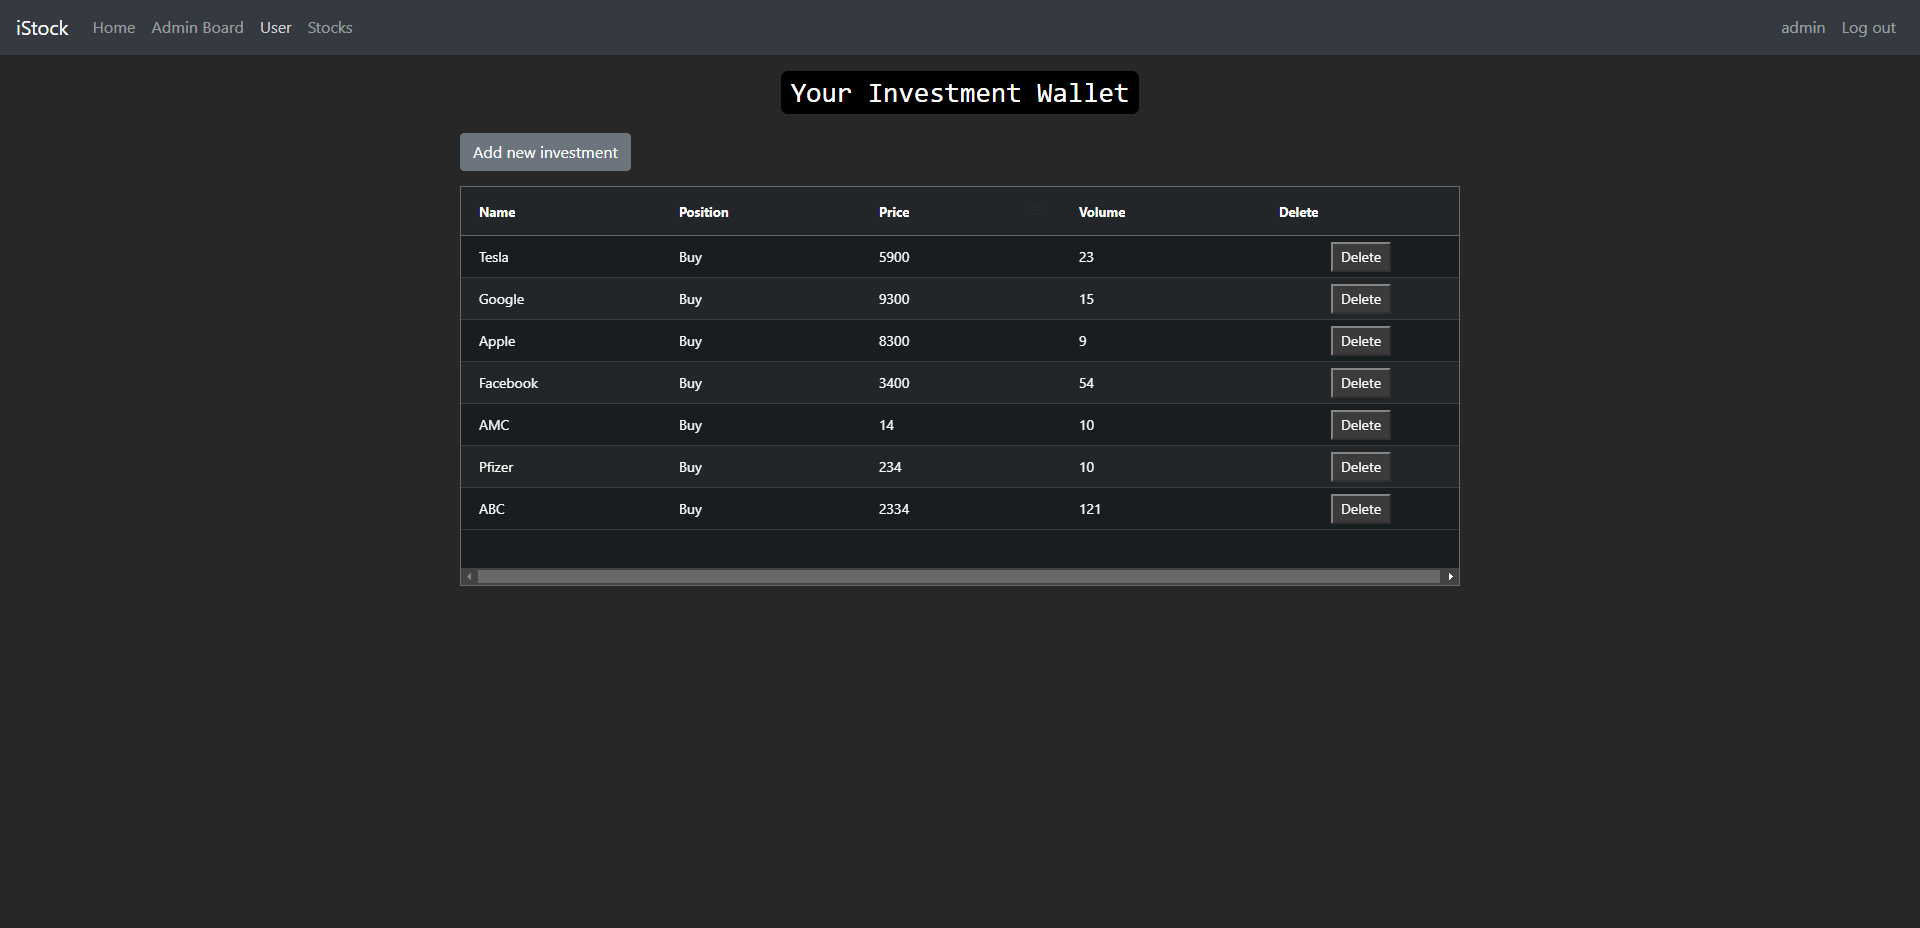 iStock Home Admin Board User Stocks admin Log out
Your Investment Wallet
Add new investment
Name Position Price Volume Delete
Tesla Buy 5900 23 Delete
Google Buy 9300 15 Delete
Apple Buy 8300 9 Delete
Facebook Buy 3400 54 Delete
AMC Buy 14 10 Delete
Pfizer Buy 234 10 Delete
ABC Buy 2334 121 Delete